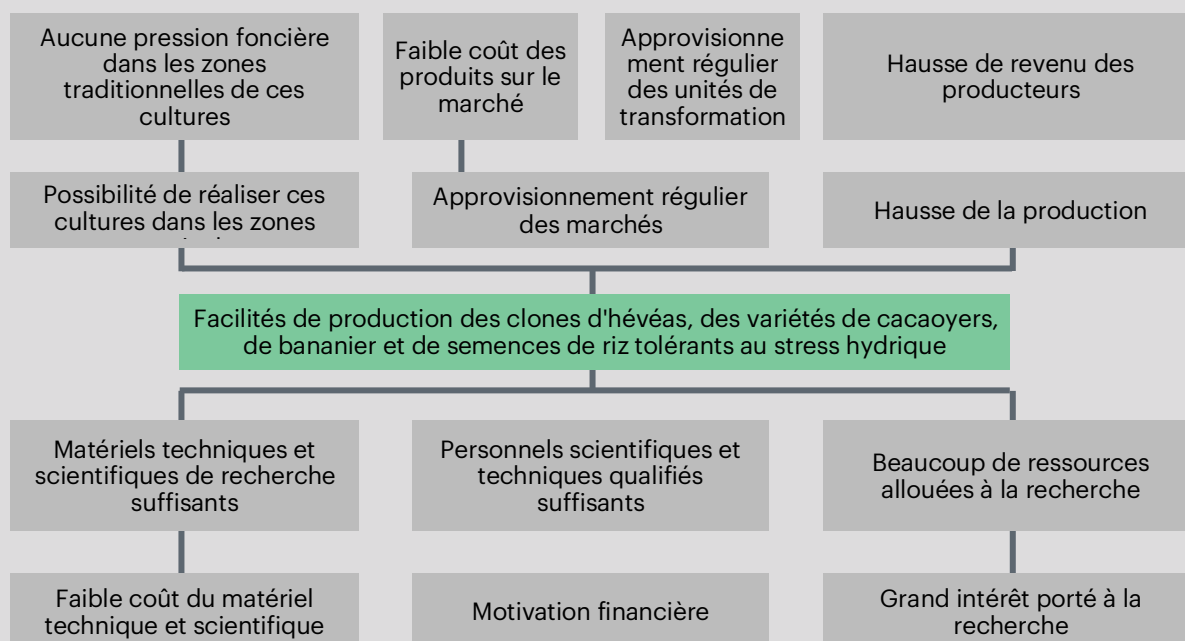 Aucune pression foncière
dans les zones
traditionnelles de ces
cultures
Faible coût des
produits sur le
marché
Approvisionne
ment régulier
des unités de
transformation
Hausse de revenu des
producteurs
Possibilité de réaliser ces
cultures dans les zones
Approvisionnement régulier
des marchés
Hausse de la production
Facilités de production des clones d'hévéas, des variétés de cacaoyers,
de bananier et de semences de riz tolérants au stress hydrique
Matériels techniques et
scientifiques de recherche
suffisants
Personnels scientifiques et
techniques qualifiés
suffisants
Beaucoup de ressources
allouées à la recherche
Faible coût du matériel
technique et scientifique
Motivation financière
Grand intérêt porté à la
recherche